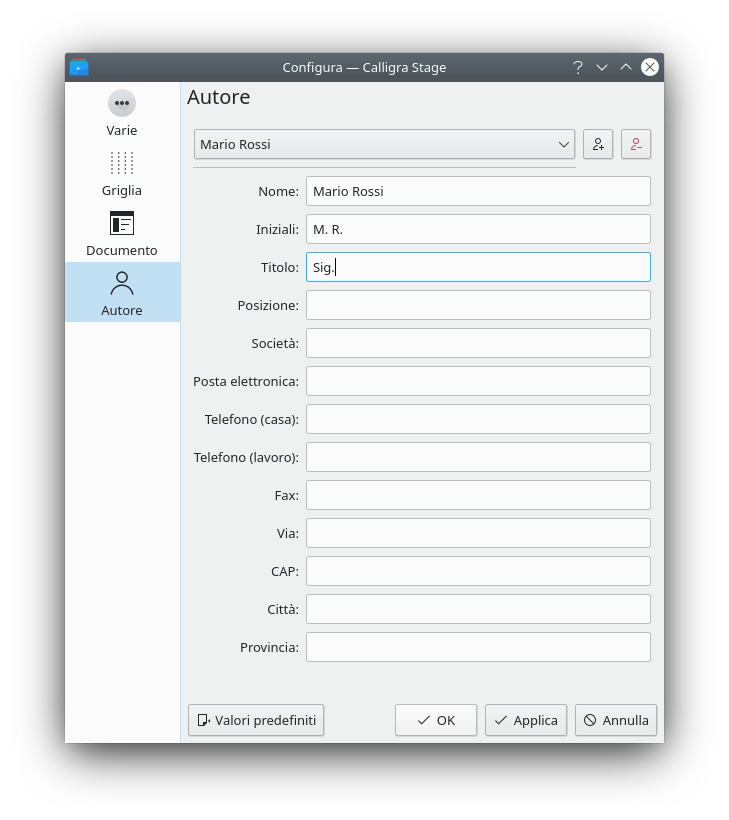 Configura — Calligra Stage
Varie
Griglia
Documento
Autore
Autore
Mario Rossi
Nome: Mario Rossi
Iniziali: M. R.
Titolo: Sig.
Posizione:
Società:
Posta elettronica:
Telefono (casa):
Telefono (lavoro):
Fax:
Via:
CAP:
Città:
Provincia:
Valori predefiniti OK Applica Annulla